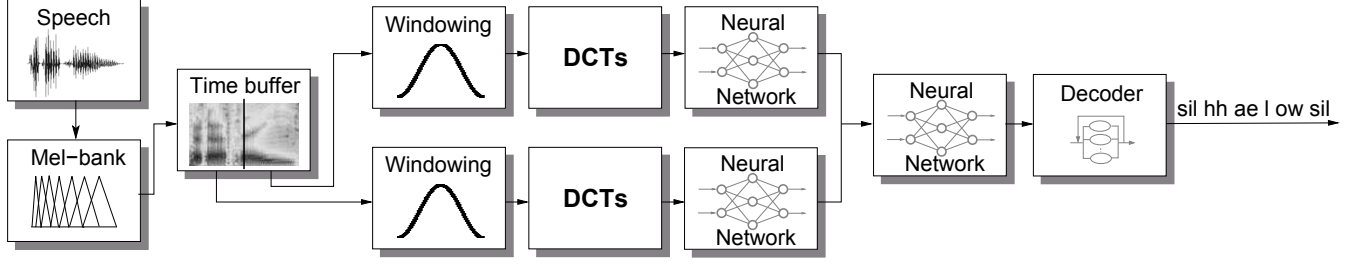 Speech
Mel−bank
Time buffer
Windowing
DCTs
Neural
Network
Windowing
DCTs
Neural
Network
Neural
Network
Decoder
sil hh ae l ow sil